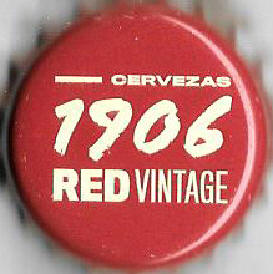 CERVEZAS
1906
RED VINTAGE